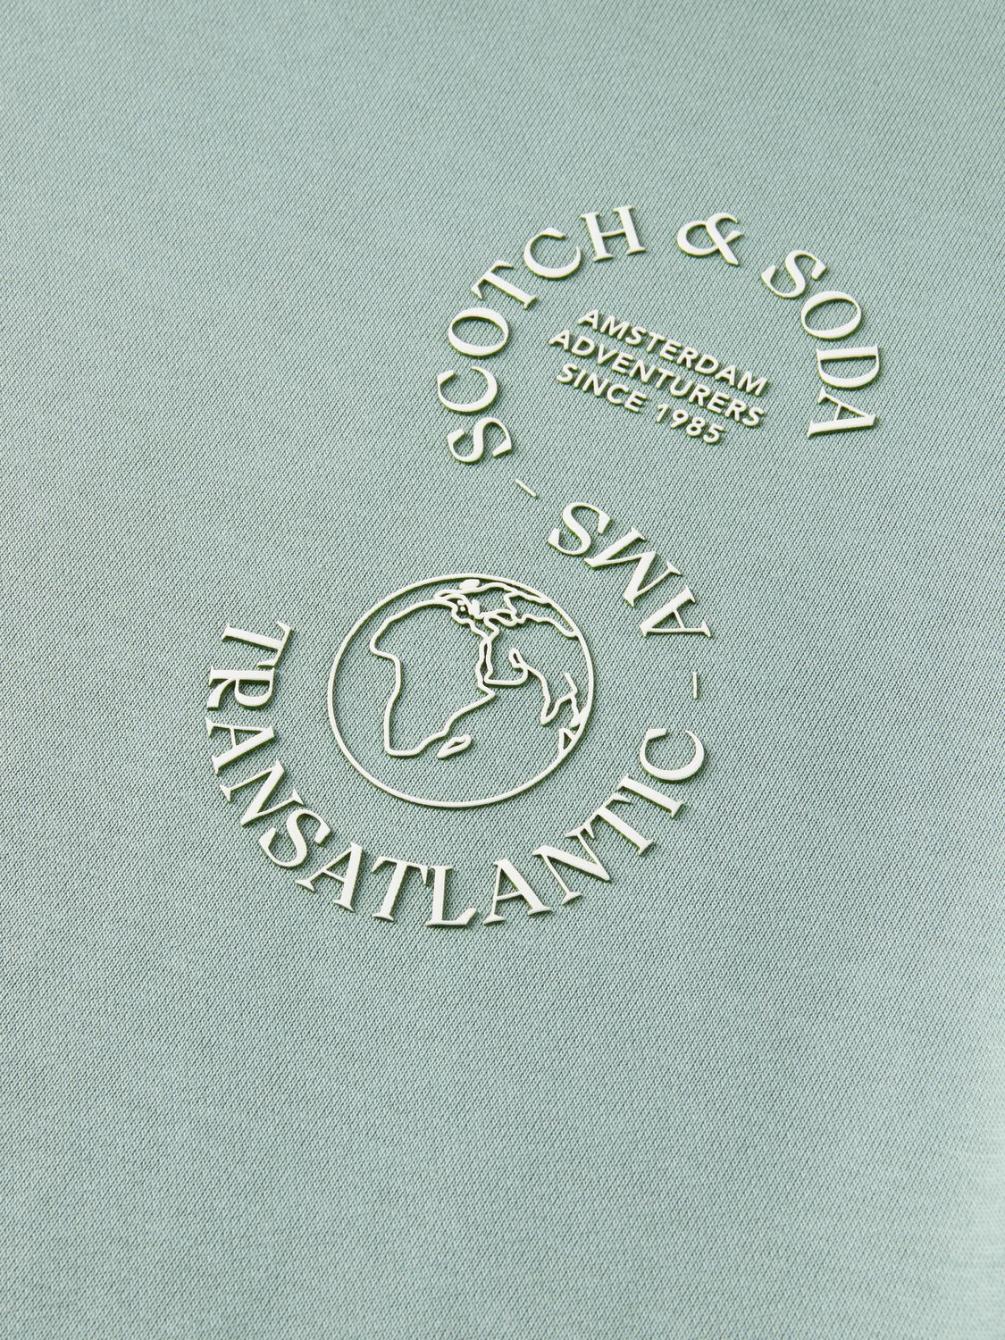 SCOTCH & SODA
AMSTERDAM
ADVENTURERS
SINCE 1985
- AMS -
TRANSATLANTIC